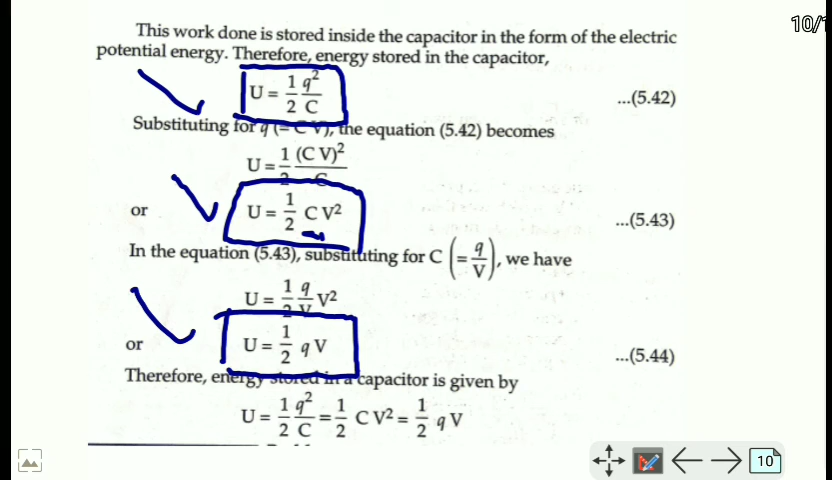 10/
This work done is stored inside the capacitor in the form of the electric
potential energy. Therefore, energy stored in the capacitor,
U = 1/2 q²/C ...(5.42)
Substituting for q (= C V), the equation (5.42) becomes
U = 1/2 (C V)²/C
or U = 1/2 C V² ...(5.43)
In the equation (5.43), substituting for C (= q/V), we have
U = 1/2 q/V V²
or U = 1/2 q V ...(5.44)
Therefore, energy stored in a capacitor is given by
U = 1/2 q²/C = 1/2 C V² = 1/2 q V
10